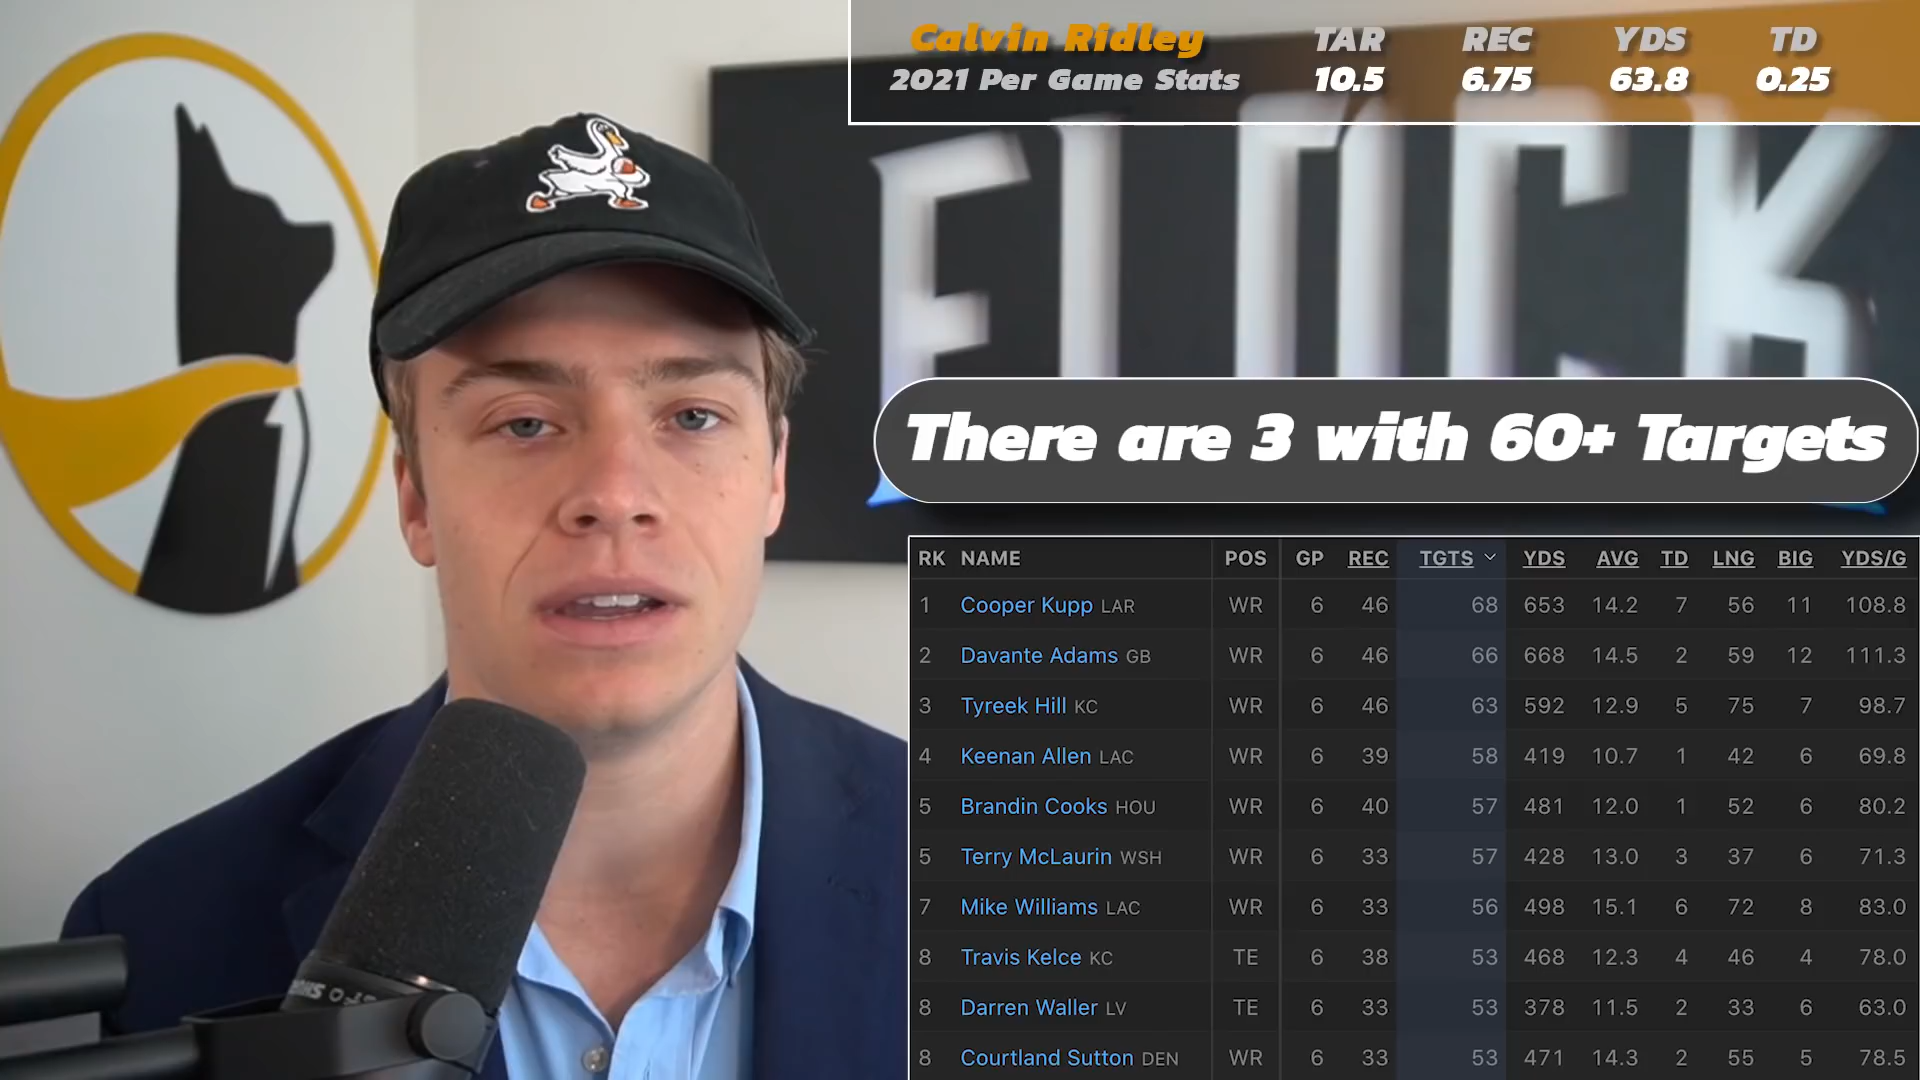 Calvin Ridley TAR REC YDS TD
2021 Per Game Stats 10.5 6.75 63.8 0.25
FLOCK
There are 3 with 60+ Targets
RK NAME POS GP REC TGTS YDS AVG TD LNG BIG YDS/G
1 Cooper Kupp LAR WR 6 46 68 653 14.2 7 56 11 108.8
2 Davante Adams GB WR 6 46 66 668 14.5 2 59 12 111.3
3 Tyreek Hill KC WR 6 46 63 592 12.9 5 75 7 98.7
4 Keenan Allen LAC WR 6 39 58 419 10.7 1 42 6 69.8
5 Brandin Cooks HOU WR 6 40 57 481 12.0 1 52 6 80.2
5 Terry McLaurin WSH WR 6 33 57 428 13.0 3 37 6 71.3
7 Mike Williams LAC WR 6 33 56 498 15.1 6 72 8 83.0
8 Travis Kelce KC TE 6 38 53 468 12.3 4 46 4 78.0
8 Darren Waller LV TE 6 33 53 378 11.5 2 33 6 63.0
8 Courtland Sutton DEN WR 6 33 53 471 14.3 2 55 5 78.5